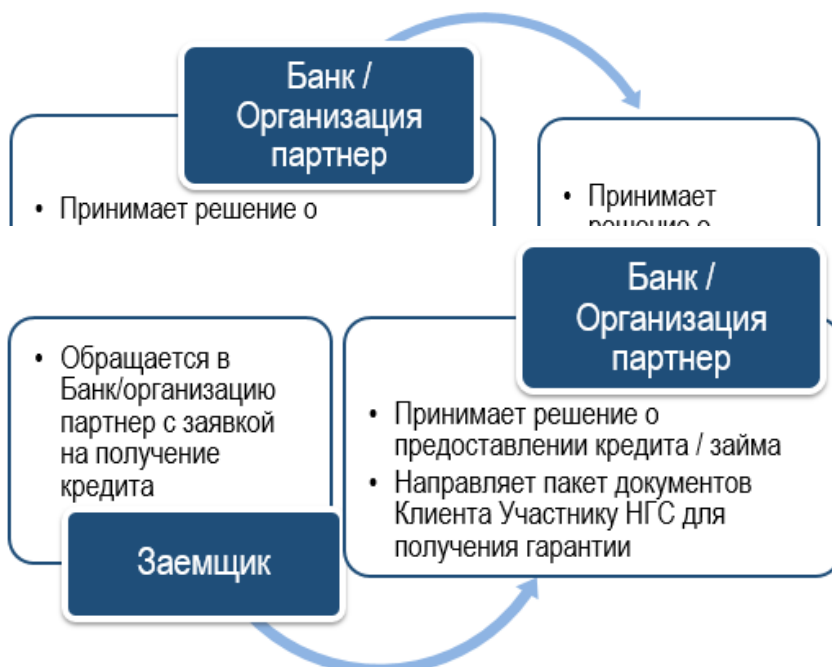 Банк /
Организация
партнер
• Принимает решение о
• Принимает
решение о
Банк /
Организация
партнер
• Обращается в
Банк/организацию
партнер с заявкой
на получение
кредита
Заемщик
• Принимает решение о
предоставлении кредита / займа
• Направляет пакет документов
Клиента Участнику НГС для
получения гарантии